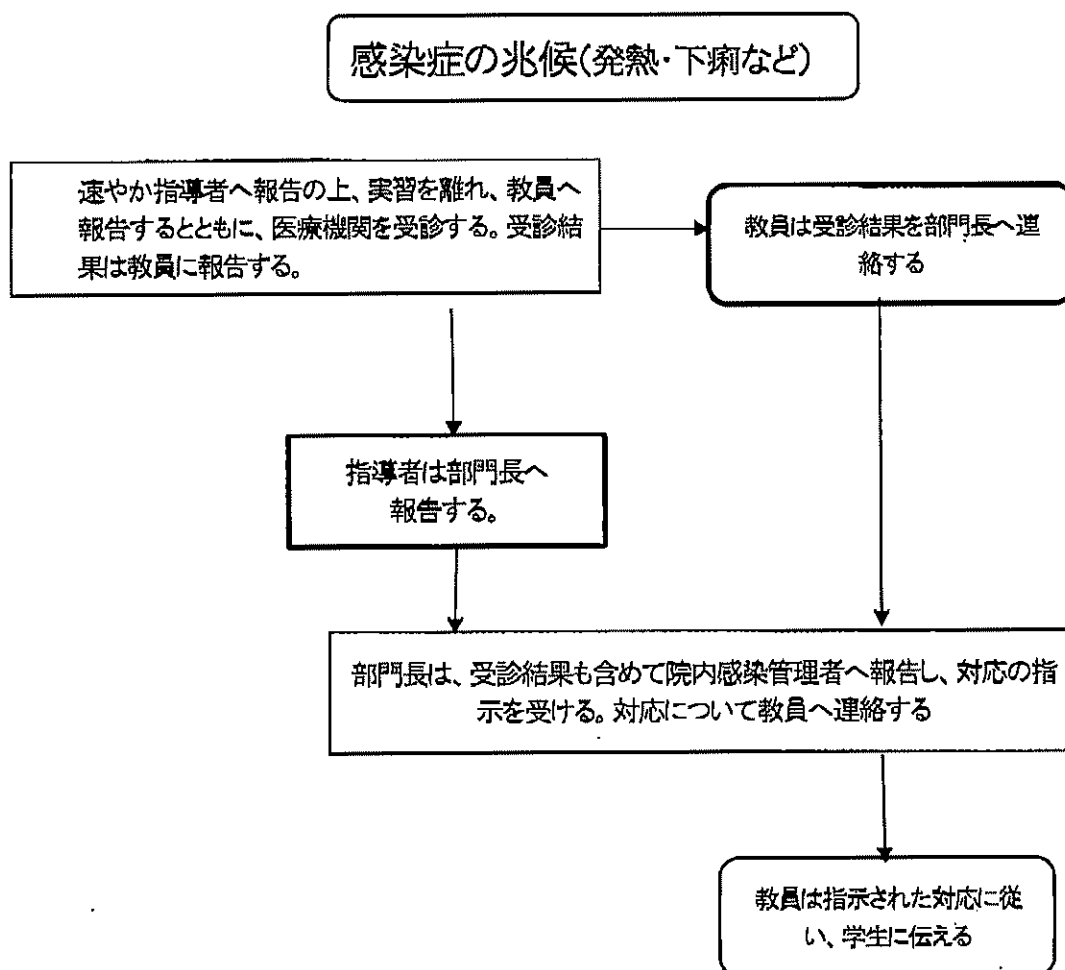 感染症の兆候(発熱・下痢など)
速やか指導者へ報告の上、実習を離れ、教員へ
報告するとともに、医療機関を受診する。受診結
果は教員に報告する。
教員は受診結果を部門長へ連
絡する
指導者は部門長へ
報告する。
部門長は、受診結果も含めて院内感染管理者へ報告し、対応の指
示を受ける。対応について教員へ連絡する
教員は指示された対応に従
い、学生に伝える